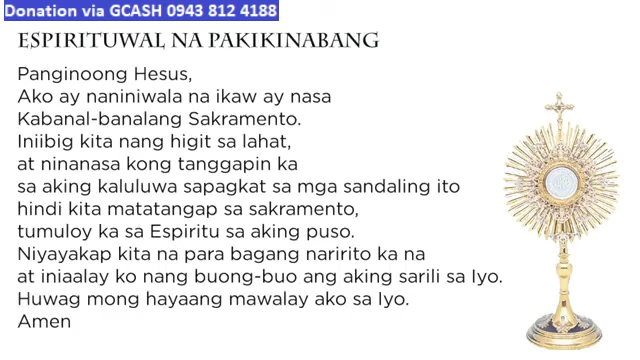 Donation via GCASH 0943 812 4188
ESPIRITUWAL NA PAKIKINABANG
Panginoong Hesus,
Ako ay naniniwala na ikaw ay nasa
Kabanal-banalang Sakramento.
Iniibig kita nang higit sa lahat,
at ninanasa kong tanggapin ka
sa aking kaluluwa sapagkat sa mga sandaling ito
hindi kita matatangap sa sakramento,
tumuloy ka sa Espiritu sa aking puso.
Niyayakap kita na para bagang naririto ka na
at iniaalay ko nang buong-buo ang aking sarili sa Iyo.
Huwag mong hayaang mawalay ako sa Iyo.
Amen